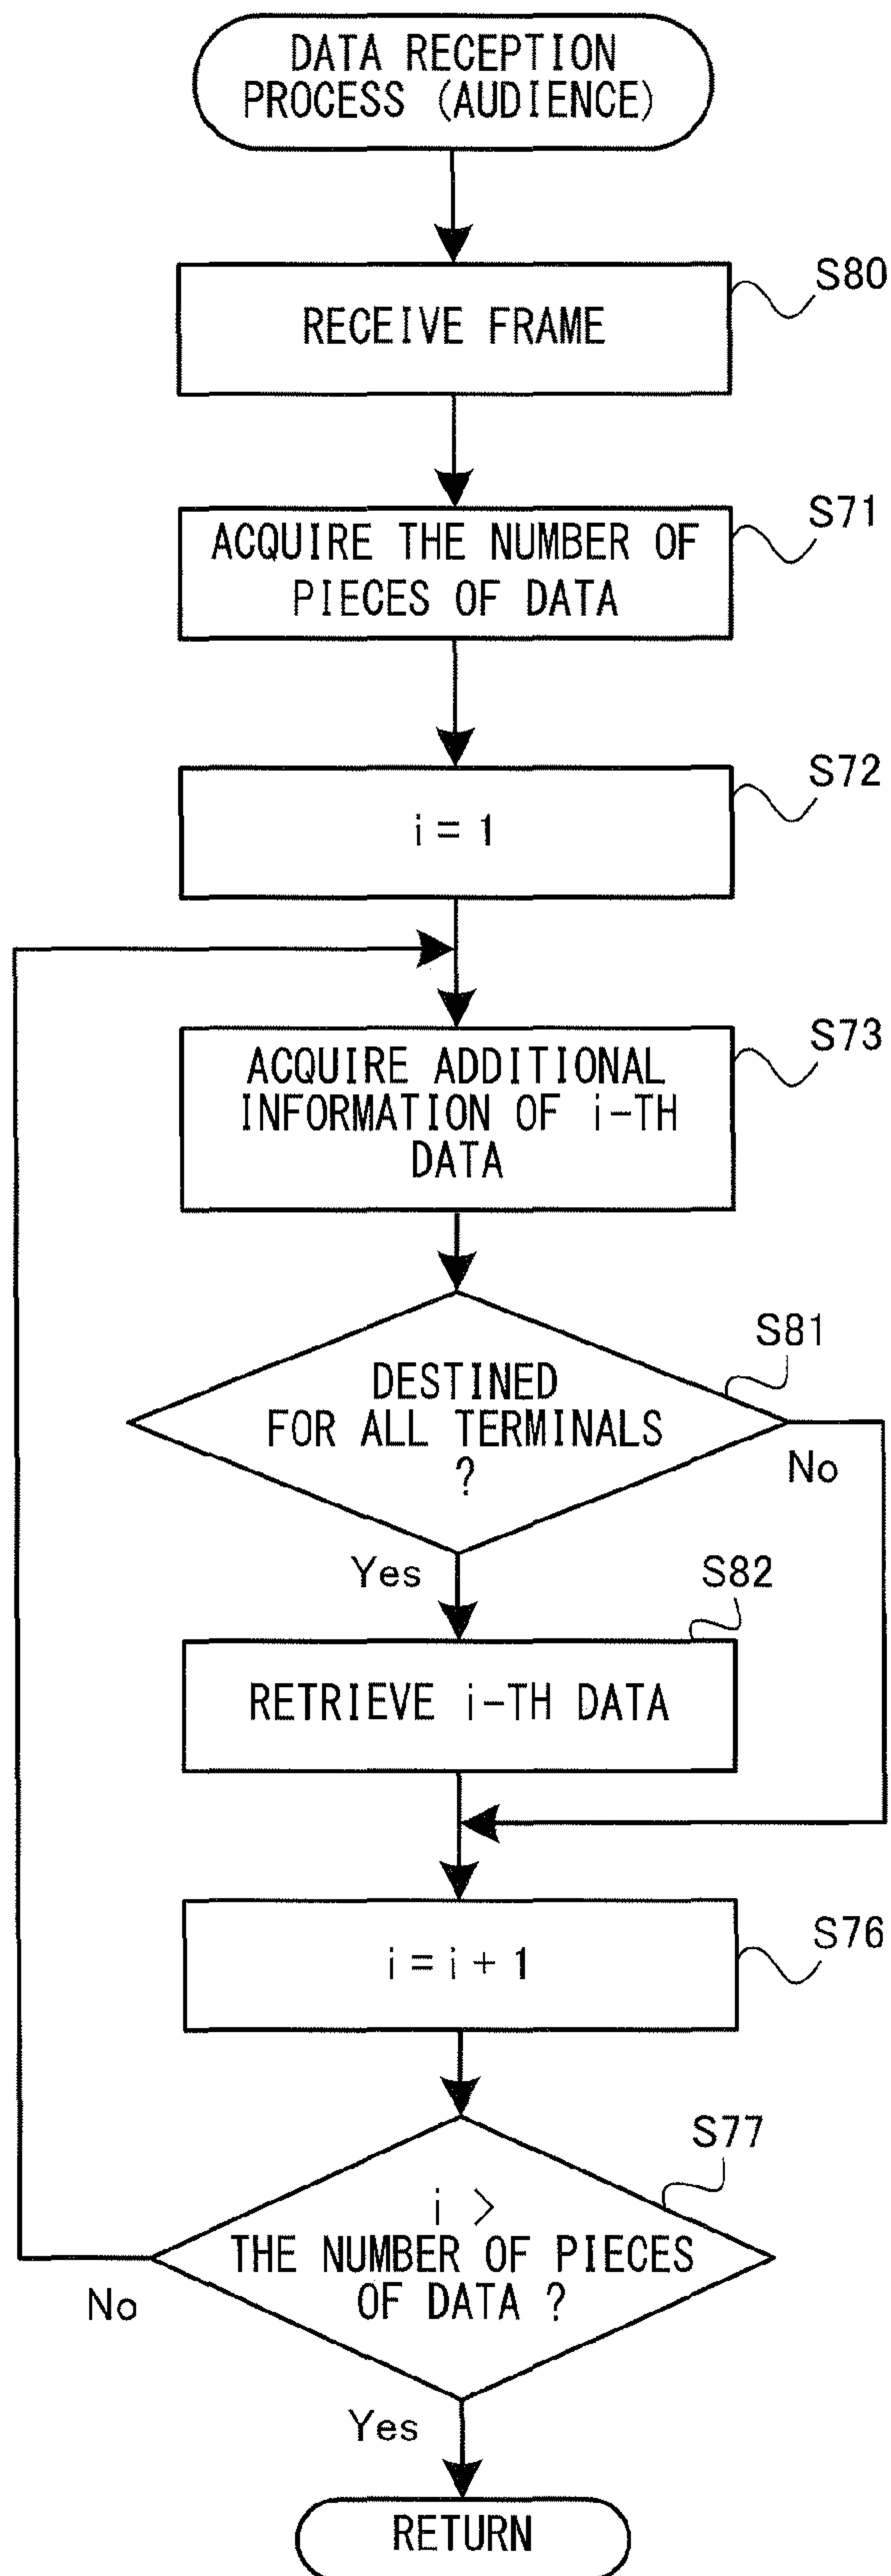 DATA RECEPTION
PROCESS (AUDIENCE)
S80
RECEIVE FRAME
S71
ACQUIRE THE NUMBER OF
PIECES OF DATA
S72
i = 1
S73
ACQUIRE ADDITIONAL
INFORMATION OF i-TH
DATA
S81
DESTINED
FOR ALL TERMINALS
?
No
Yes
S82
RETRIEVE i-TH DATA
S76
i = i + 1
S77
i >
THE NUMBER OF PIECES
OF DATA ?
No
Yes
RETURN